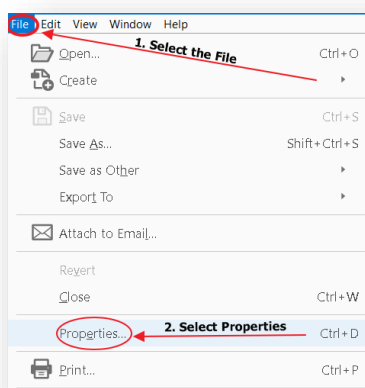 File Edit View Window Help
1. Select the File
Open... Ctrl+O
Create
Save Ctrl+S
Save As... Shift+Ctrl+S
Save as Other
Export To
Attach to Email...
Revert
Close Ctrl+W
Properties... 2. Select Properties Ctrl+D
Print... Ctrl+P